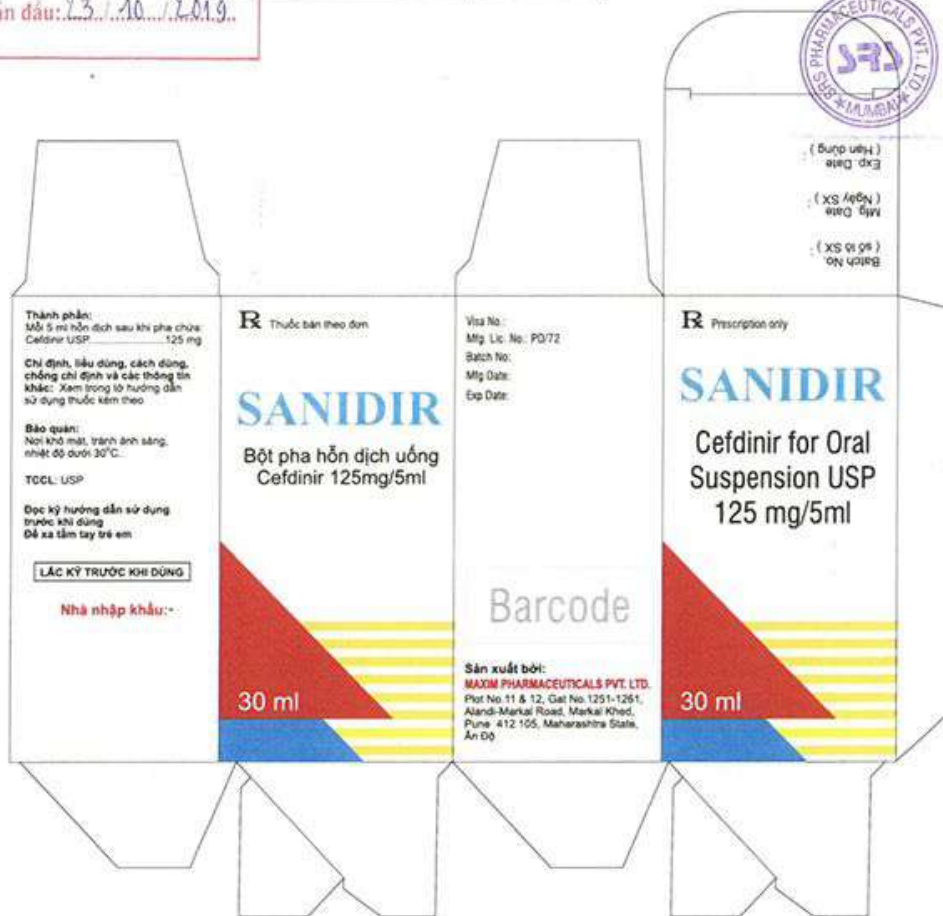 ần đầu: 23 / 10 / 2019
SRS PHARMACEUTICALS PVT. LTD.
SRS
★ MUMBAI ★
Exp. Date
( Hạn dùng ) :
Mfg. Date
( Ngày SX ) :
Batch No.
( số lô SX ) :
Thành phần:
Mỗi 5 ml hỗn dịch sau khi pha chứa:
Cefdinir USP 125 mg
Chỉ định, liều dùng, cách dùng,
chống chỉ định và các thông tin
khác: Xem trong tờ hướng dẫn
sử dụng thuốc kèm theo
Bảo quản:
Nơi khô mát, tránh ánh sáng,
nhiệt độ dưới 30°C.
TCCL: USP
Đọc kỹ hướng dẫn sử dụng
trước khi dùng
Để xa tầm tay trẻ em
LẮC KỸ TRƯỚC KHI DÙNG
Nhà nhập khẩu:-
Rx Thuốc bán theo đơn
SANIDIR
Bột pha hỗn dịch uống
Cefdinir 125mg/5ml
30 ml
Visa No.:
Mfg. Lic. No.: PD/72
Batch No:
Mfg Date:
Exp Date:
Barcode
Sản xuất bởi:
MAXIM PHARMACEUTICALS PVT. LTD.
Plot No.11 & 12, Gat No.1251-1261,
Alandi-Markal Road, Markal Khed,
Pune 412 105, Maharashtra State,
Ấn Độ
Rx Prescription only
SANIDIR
Cefdinir for Oral
Suspension USP
125 mg/5ml
30 ml